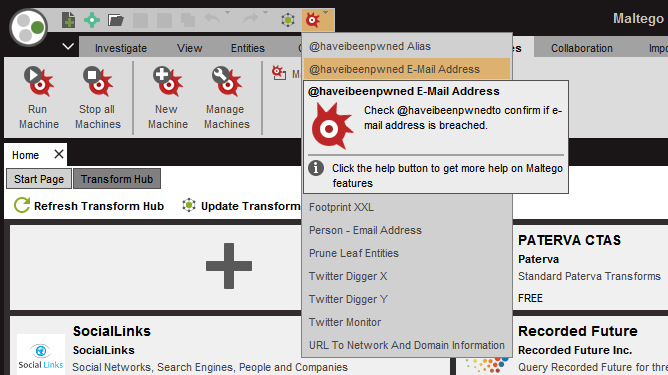 Maltego
Investigate View Entities Collaboration
@haveibeenpwned Alias
@haveibeenpwned E-Mail Address
Run Machine
Stop all Machines
New Machine
Manage Machines
@haveibeenpwned E-Mail Address
Check @haveibeenpwnedto confirm if e-
mail address is breached.
Click the help button to get more help on Maltego
features
Home
Start Page Transform Hub
Refresh Transform Hub Update Transform
Footprint XXL
Person - Email Address
Prune Leaf Entities
Twitter Digger X
Twitter Digger Y
Twitter Monitor
URL To Network And Domain Information
PATERVA CTAS
Paterva
Standard Paterva Transforms
FREE
Social Links
SocialLinks
SocialLinks
Social Networks, Search Engines, People and Companies
Recorded Future
Recorded Future Inc.
Query Recorded Future for